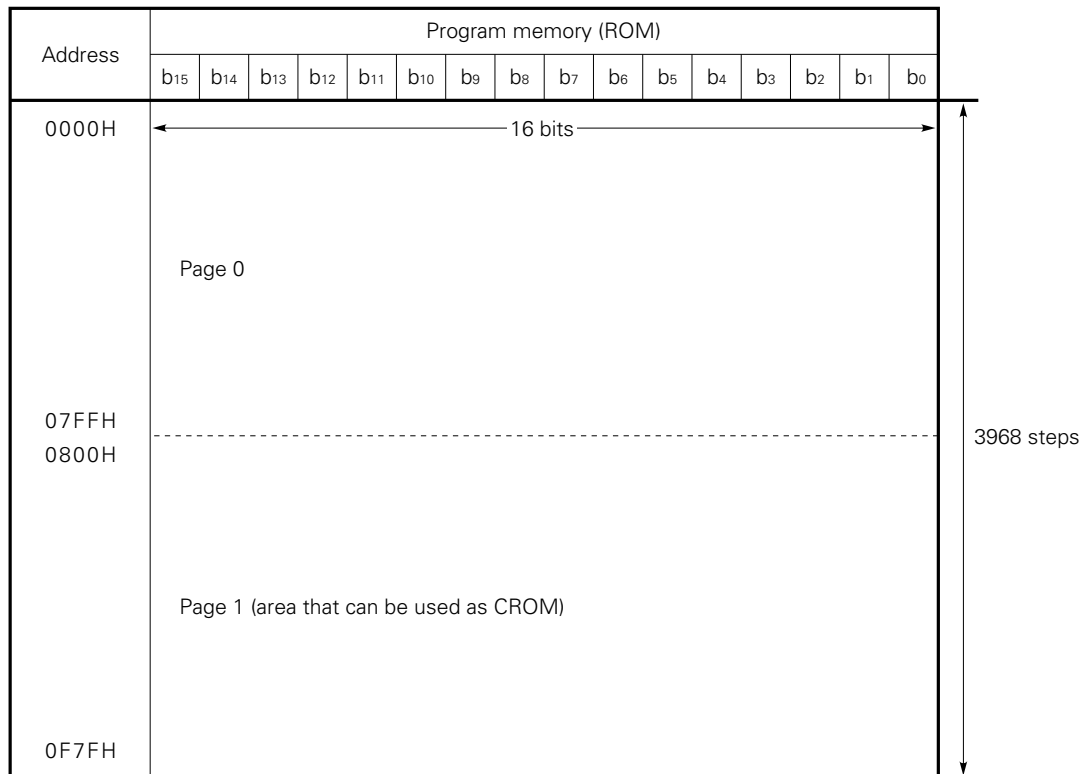 Address
Program memory (ROM)
b15 b14 b13 b12 b11 b10 b9 b8 b7 b6 b5 b4 b3 b2 b1 b0
0000H
16 bits
Page 0
07FFH
0800H
3968 steps
Page 1 (area that can be used as CROM)
0F7FH